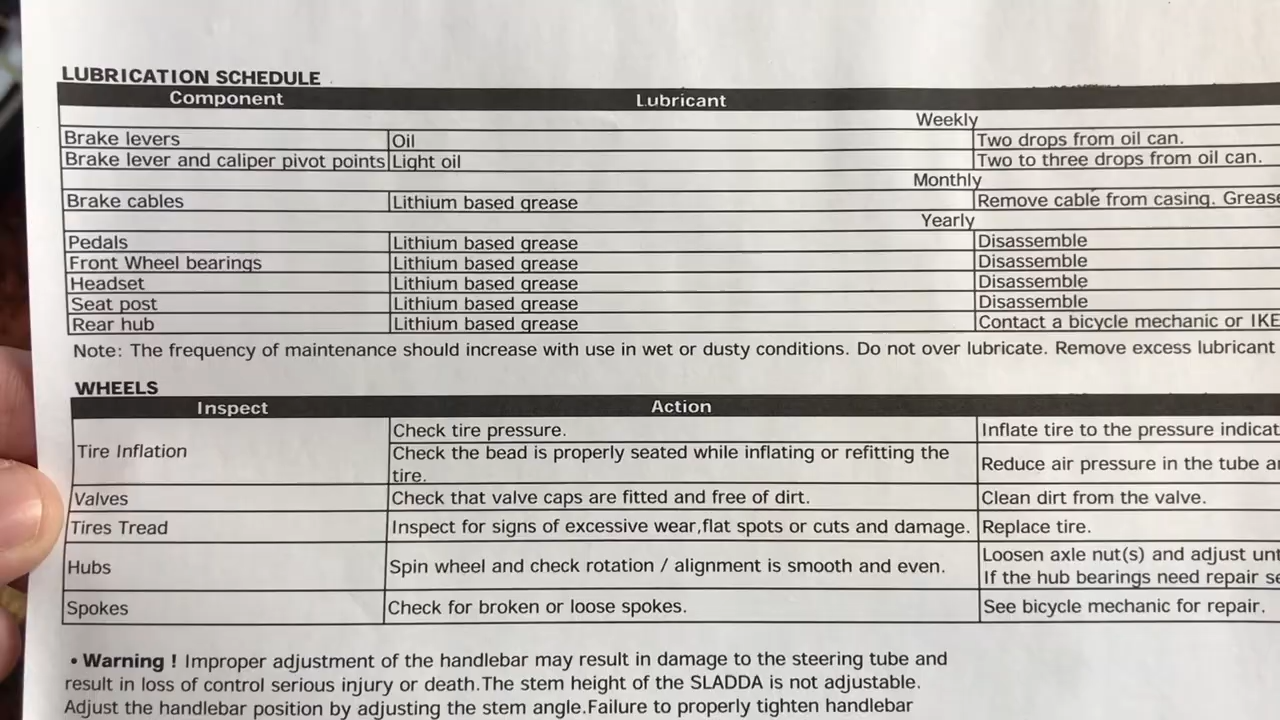 LUBRICATION SCHEDULE
Component Lubricant
Weekly
Brake levers Oil Two drops from oil can.
Brake lever and caliper pivot points Light oil Two to three drops from oil can.
Monthly
Brake cables Lithium based grease Remove cable from casing. Grease
Yearly
Pedals Lithium based grease Disassemble
Front Wheel bearings Lithium based grease Disassemble
Headset Lithium based grease Disassemble
Seat post Lithium based grease Disassemble
Rear hub Lithium based grease Contact a bicycle mechanic or IKE
Note: The frequency of maintenance should increase with use in wet or dusty conditions. Do not over lubricate. Remove excess lubricant
WHEELS
Inspect Action
Tire Inflation Check tire pressure. Inflate tire to the pressure indicat
Check the bead is properly seated while inflating or refitting the Reduce air pressure in the tube a
tire.
Valves Check that valve caps are fitted and free of dirt. Clean dirt from the valve.
Tires Tread Inspect for signs of excessive wear,flat spots or cuts and damage. Replace tire.
Hubs Spin wheel and check rotation / alignment is smooth and even. Loosen axle nut(s) and adjust unt
If the hub bearings need repair se
Spokes Check for broken or loose spokes. See bicycle mechanic for repair.
• Warning ! Improper adjustment of the handlebar may result in damage to the steering tube and
result in loss of control serious injury or death.The stem height of the SLADDA is not adjustable.
Adjust the handlebar position by adjusting the stem angle.Failure to properly tighten handlebar